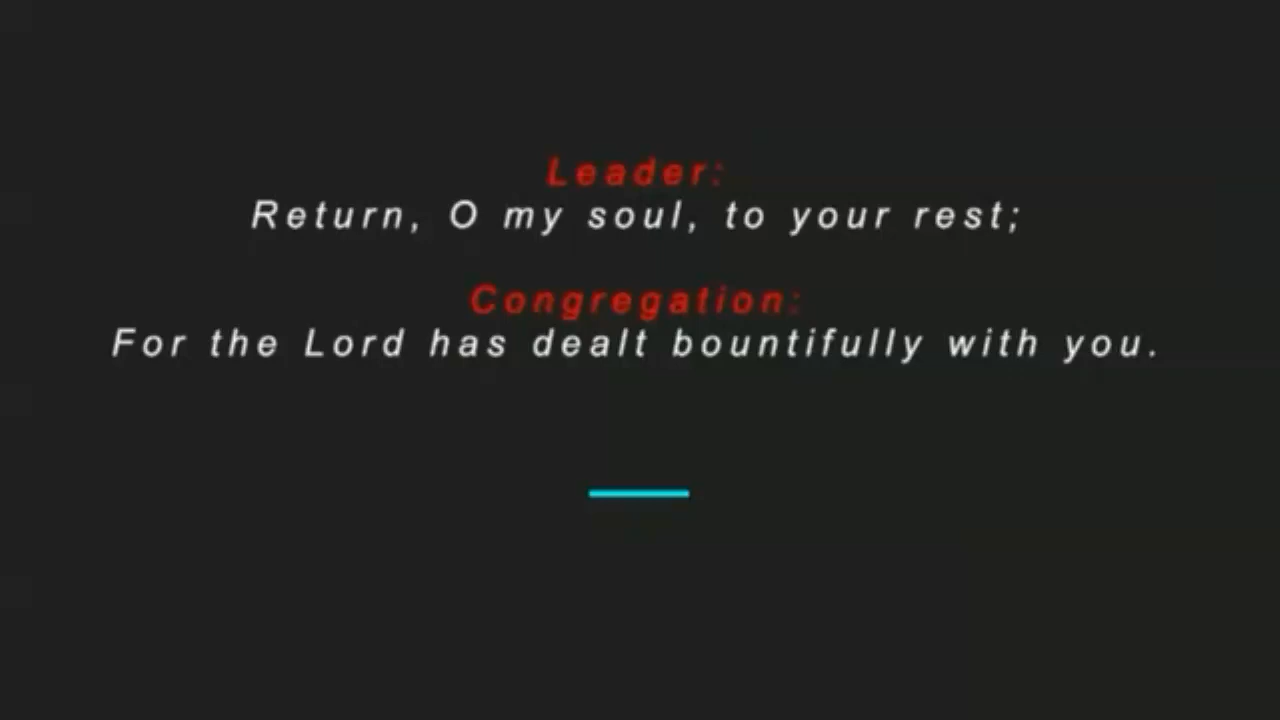 Leader:
Return, O my soul, to your rest;
Congregation:
For the Lord has dealt bountifully with you.